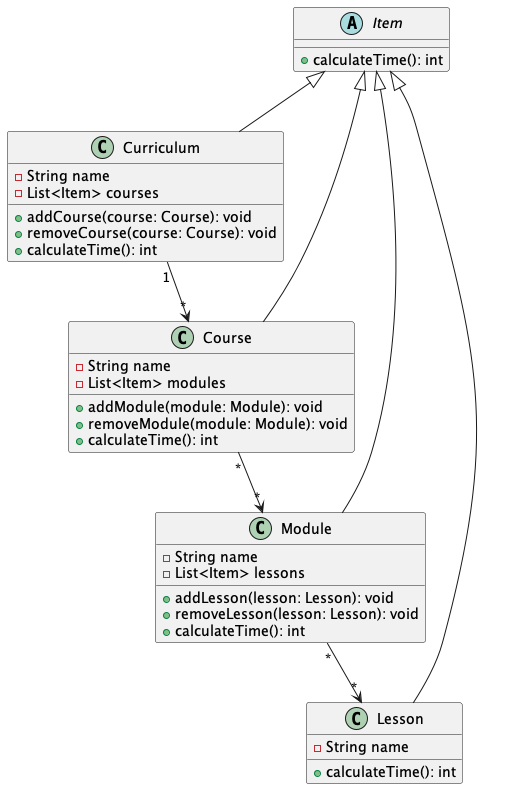 A Item
calculateTime(): int
C Curriculum
String name
List<Item> courses
addCourse(course: Course): void
removeCourse(course: Course): void
calculateTime(): int
1
*
C Course
String name
List<Item> modules
addModule(module: Module): void
removeModule(module: Module): void
calculateTime(): int
*
*
C Module
String name
List<Item> lessons
addLesson(lesson: Lesson): void
removeLesson(lesson: Lesson): void
calculateTime(): int
*
*
C Lesson
String name
calculateTime(): int